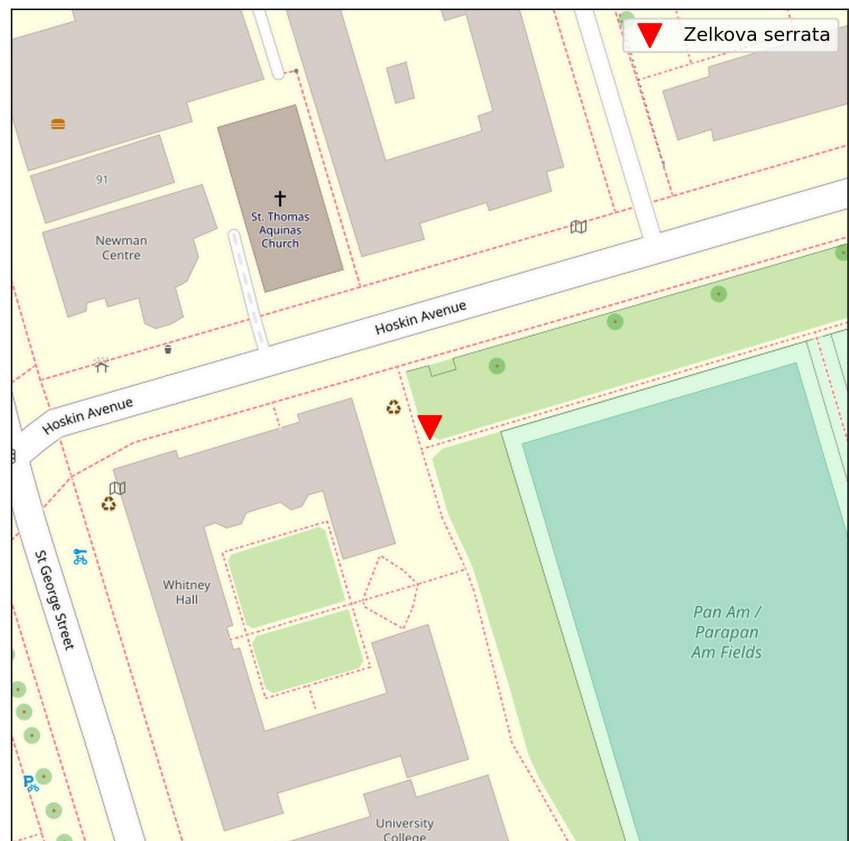 Zelkova serrata
91
St. Thomas
Aquinas
Church
Newman
Centre
Hoskin Avenue
Hoskin Avenue
St George Street
Whitney
Hall
Pan Am /
Parapan
Am Fields
P
University
College